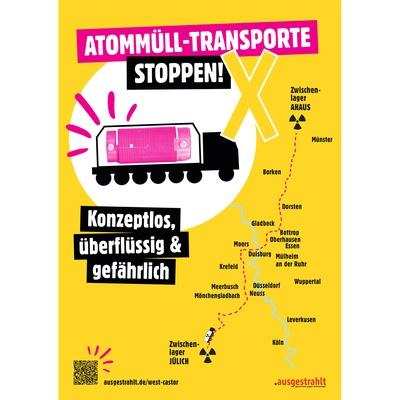 ATOMMÜLL-TRANSPORTE
STOPPEN!
Konzeptlos,
überflüssig &
gefährlich
Zwischen-
lager
AHAUS
Münster
Borken
Dorsten
Gladbeck
Bottrop
Oberhausen
Essen
Moers
Duisburg
Mülheim
an der Ruhr
Krefeld
Meerbusch
Düsseldorf
Wuppertal
Mönchengladbach
Neuss
Leverkusen
Köln
Zwischen-
lager
JÜLICH
ausgestrahlt.de/west-castor
.ausgestrahlt